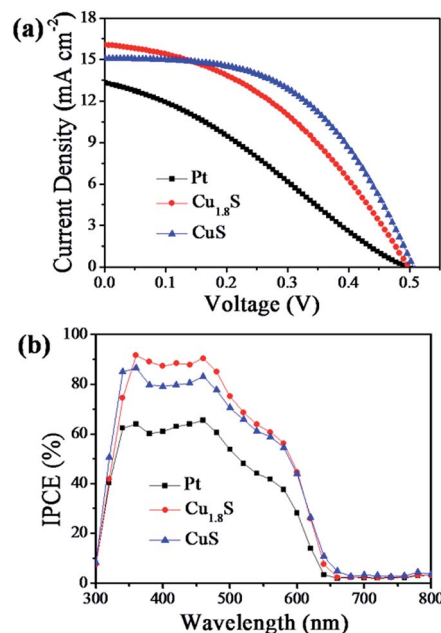 (a)
18
15
12
9
6
3
0
Current Density (mA cm⁻²)
Pt
Cu₁.₈S
CuS
0.0 0.1 0.2 0.3 0.4 0.5
Voltage (V)
(b)
100
80
60
40
20
0
IPCE (%)
Pt
Cu₁.₈S
CuS
300 400 500 600 700 800
Wavelength (nm)